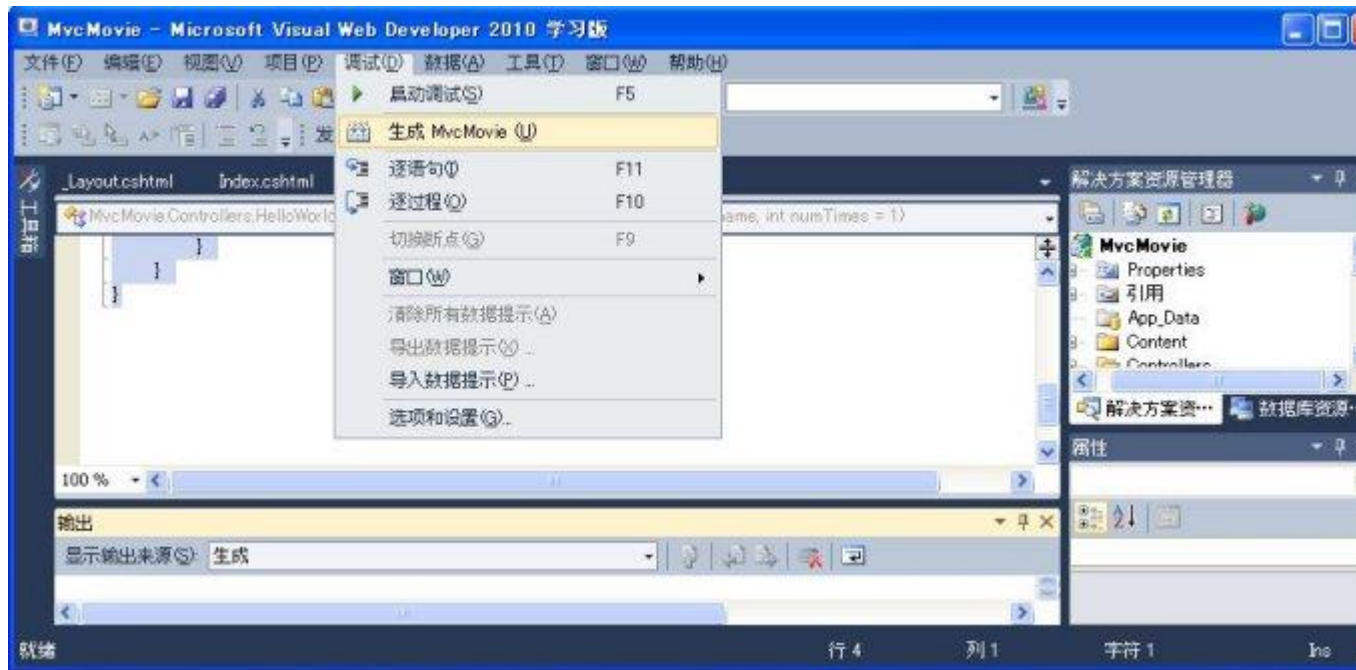 MvcMovie - Microsoft Visual Web Developer 2010 学习版
文件(F) 编辑(E) 视图(V) 项目(P) 调试(D) 数据(A) 工具(T) 窗口(W) 帮助(H)
启动调试(S) F5
发
生成 MvcMovie (U)
逐语句(I) F11
逐过程(O) F10
切换断点(G) F9
窗口(W)
清除所有数据提示(A)
导出数据提示(X) ...
导入数据提示(P) ...
选项和设置(G)...
工具箱
_Layout.cshtml Index.cshtml
MvcMovie.Controllers.HelloWorld
ame, int numTimes = 1)
}
}
}
100 %
输出
显示输出来源(S): 生成
解决方案资源管理器
MvcMovie
Properties
引用
App_Data
Content
Controllers
解决方案资… 数据库资源…
属性
就绪 行 4 列 1 字符 1 Ins